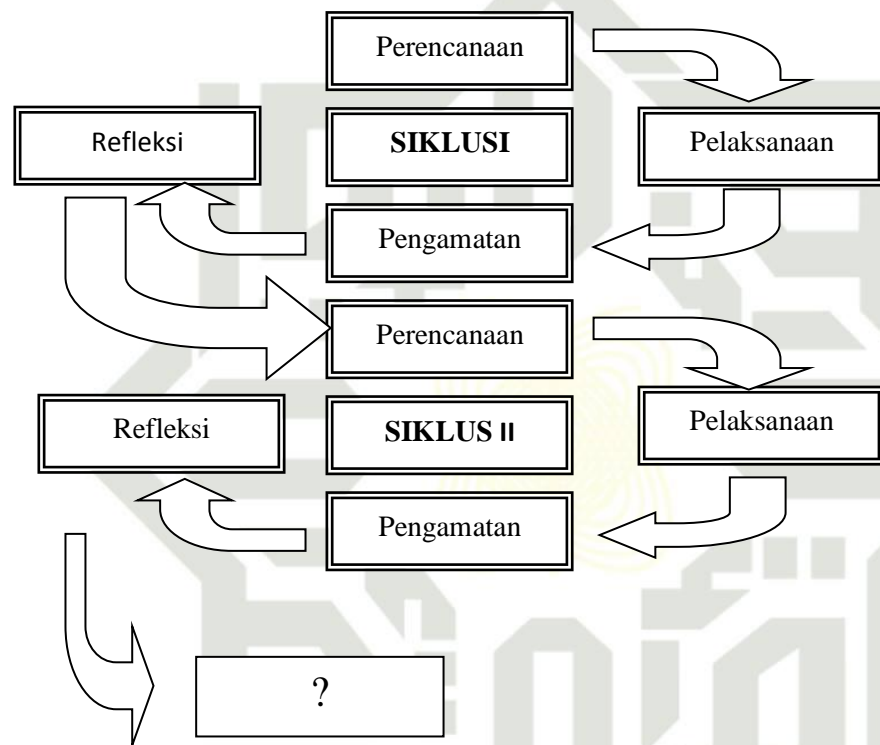 Perencanaan
Refleksi
SIKLUSI
Pelaksanaan
Pengamatan
Perencanaan
Refleksi
SIKLUS II
Pelaksanaan
Pengamatan
?